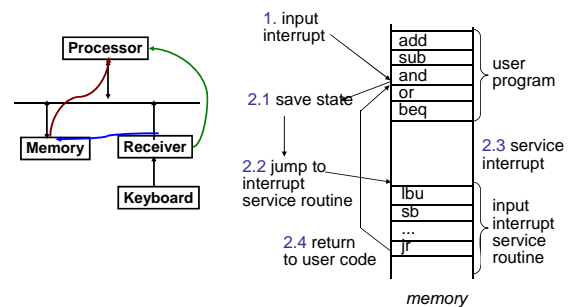 Processor
Memory
Receiver
Keyboard
1. input
interrupt
2.1 save state
2.2 jump to
interrupt
service routine
2.4 return
to user code
add
sub
and
or
beq
lbu
sb
...
jr
user
program
2.3 service
interrupt
input
interrupt
service
routine
memory